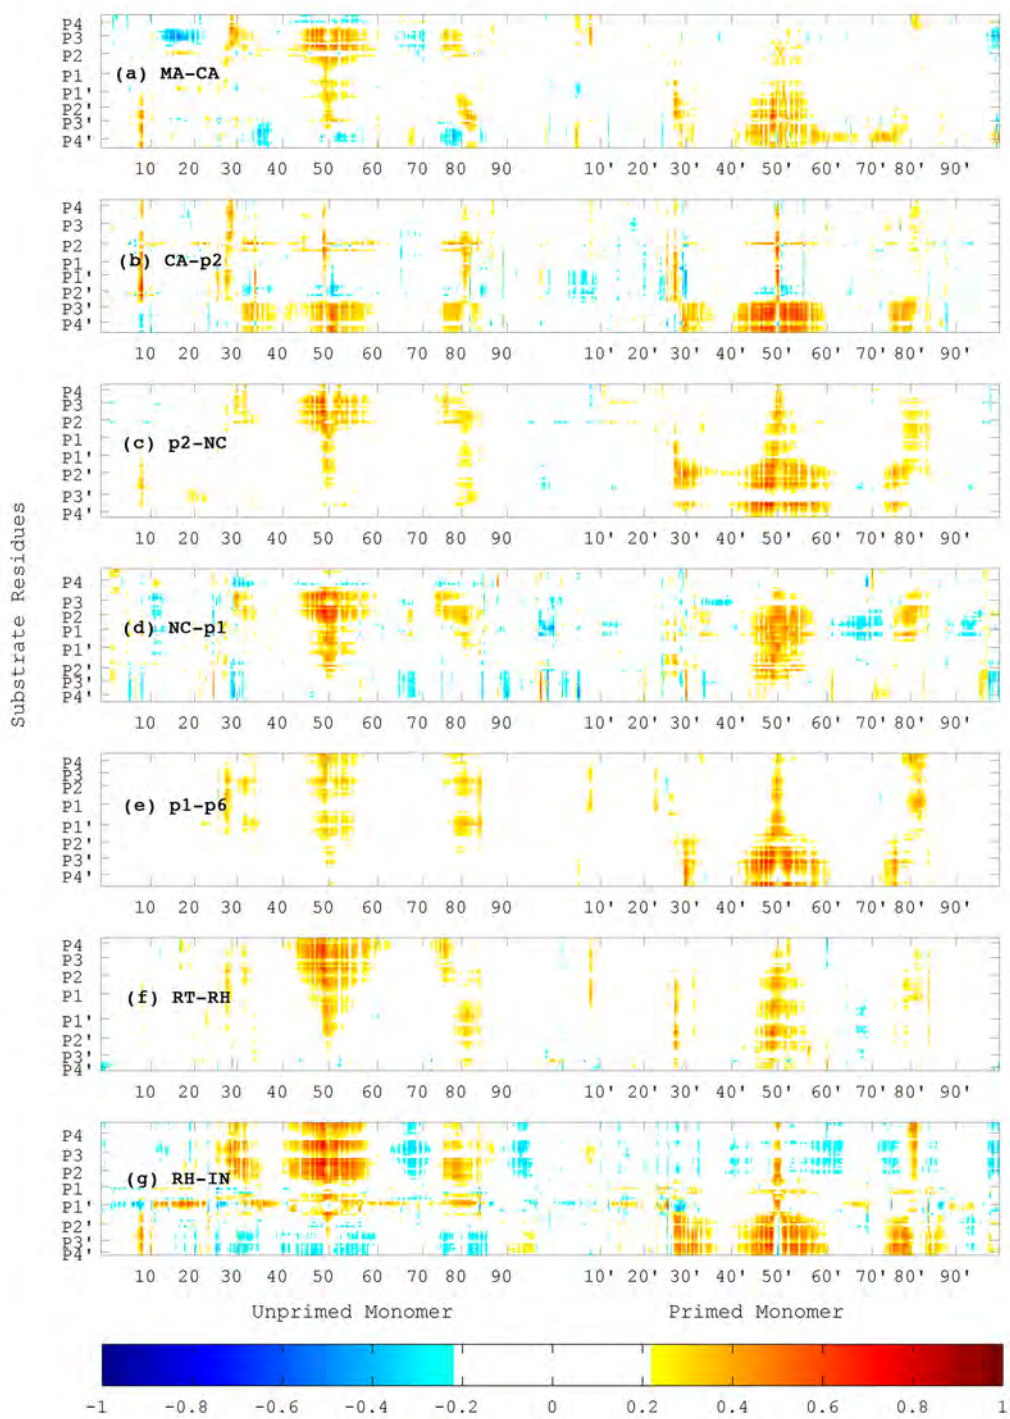 Substrate Residues
P4
P3
P2
P1
P1'
P2'
P3'
P4'
(a) MA-CA
10 20 30 40 50 60 70 80 90 10' 20' 30' 40' 50' 60' 70' 80' 90'
P4
P3
P2
P1
P1'
P2'
P3'
P4'
(b) CA-p2
10 20 30 40 50 60 70 80 90 10' 20' 30' 40' 50' 60' 70' 80' 90'
P4
P3
P2
P1
P1'
P2'
P3'
P4'
(c) p2-NC
10 20 30 40 50 60 70 80 90 10' 20' 30' 40' 50' 60' 70' 80' 90'
P4
P3
P2
P1
P1'
P2'
P3'
P4'
(d) NC-p1
10 20 30 40 50 60 70 80 90 10' 20' 30' 40' 50' 60' 70' 80' 90'
P4
P3
P2
P1
P1'
P2'
P3'
P4'
(e) p1-p6
10 20 30 40 50 60 70 80 90 10' 20' 30' 40' 50' 60' 70' 80' 90'
P4
P3
P2
P1
P1'
P2'
P3'
P4'
(f) RT-RH
10 20 30 40 50 60 70 80 90 10' 20' 30' 40' 50' 60' 70' 80' 90'
P4
P3
P2
P1
P1'
P2'
P3'
P4'
(g) RH-IN
10 20 30 40 50 60 70 80 90 10' 20' 30' 40' 50' 60' 70' 80' 90'
Unprimed Monomer Primed Monomer
-1 -0.8 -0.6 -0.4 -0.2 0 0.2 0.4 0.6 0.8 1